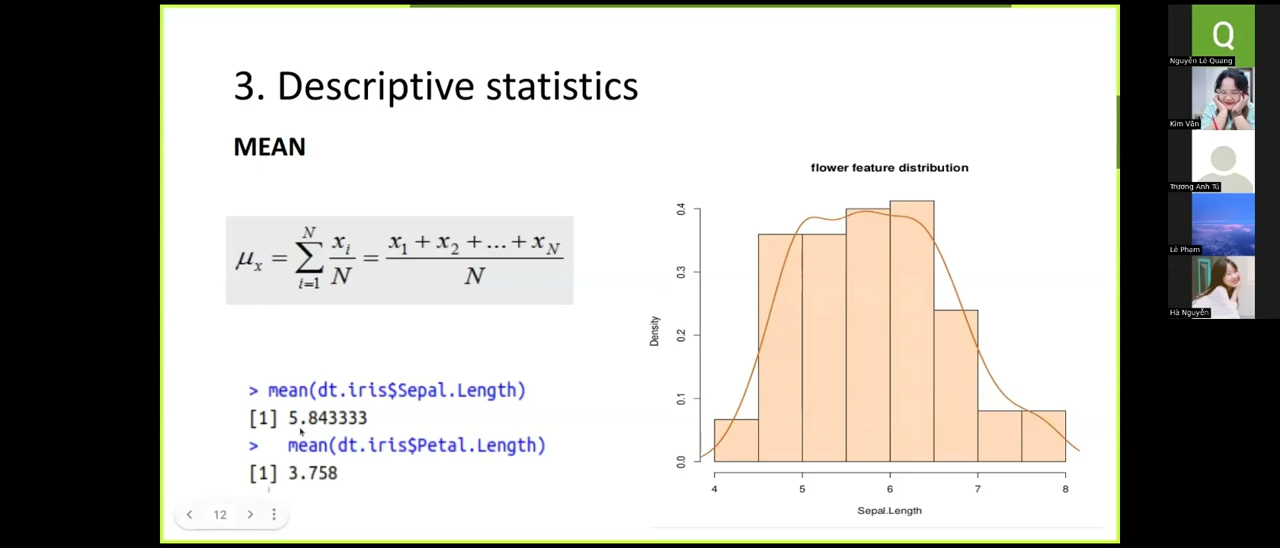 3. Descriptive statistics
MEAN
μx = N∑i=1 xi/N = x1 + x2 + ... + xN / N
> mean(dt.iris$Sepal.Length)
[1] 5.843333
> mean(dt.iris$Petal.Length)
[1] 3.758
12
flower feature distribution
Density
0.4
0.3
0.2
0.1
0.0
4 5 6 7 8
Sepal.Length
Q
Nguyễn Lê Quang
Kim Vân
Trương Anh Tú
Lê Phạm
Hà Nguyễn